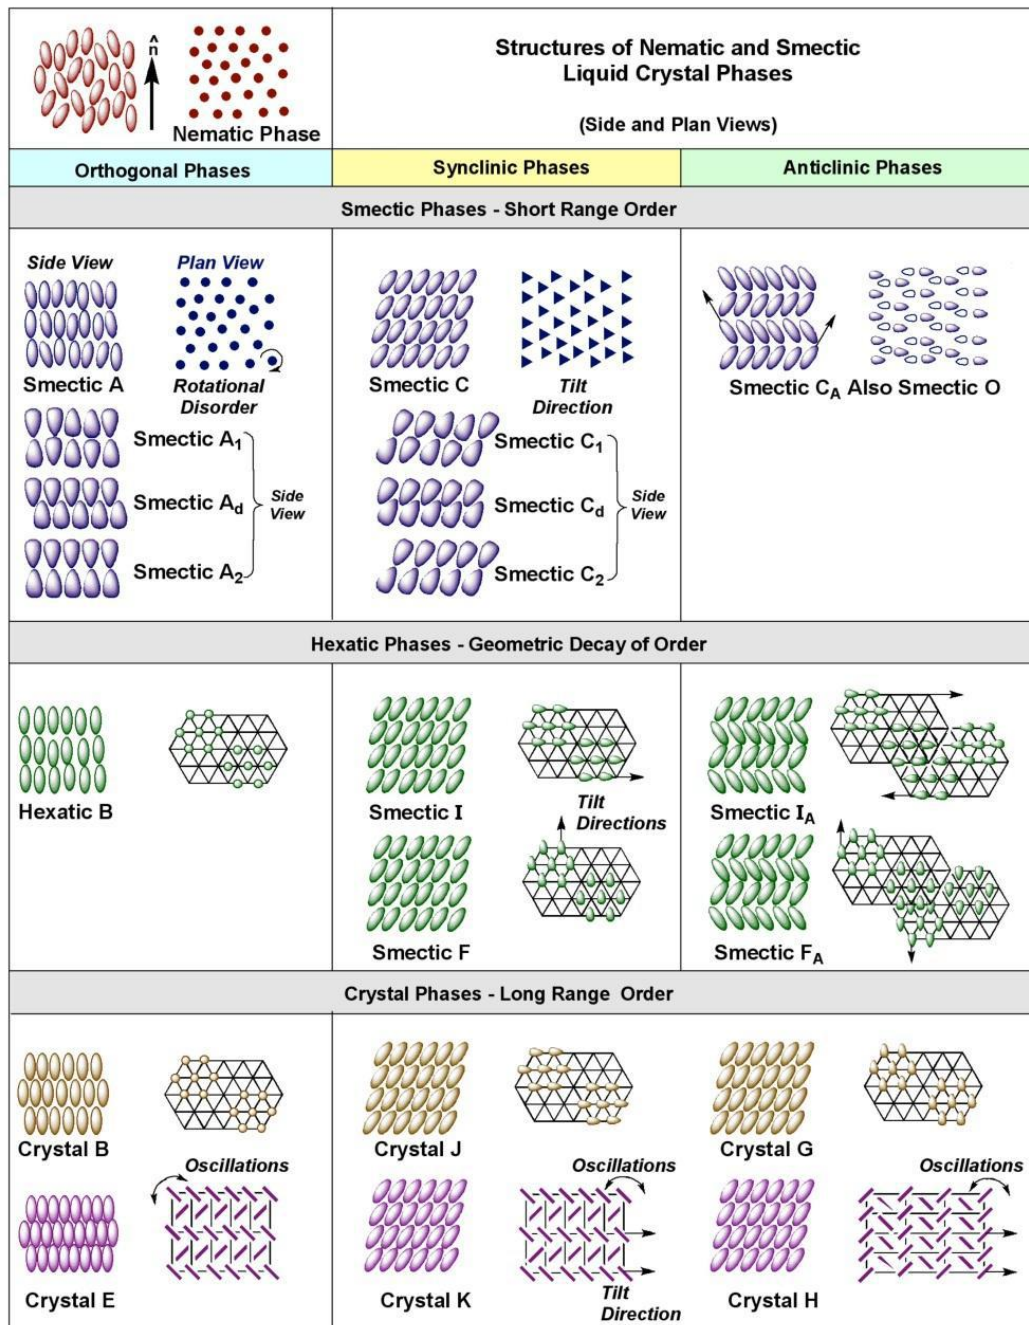 n̂
Nematic Phase
Structures of Nematic and Smectic
Liquid Crystal Phases
(Side and Plan Views)
Orthogonal Phases
Synclinic Phases
Anticlinic Phases
Smectic Phases - Short Range Order
Side View
Plan View
Smectic A
Rotational
Disorder
Smectic A1
Smectic Ad
Smectic A2
Side
View
Smectic C
Tilt
Direction
Smectic C1
Smectic Cd
Smectic C2
Side
View
Smectic CA Also Smectic O
Hexatic Phases - Geometric Decay of Order
Hexatic B
Smectic I
Tilt
Directions
Smectic F
Smectic IA
Smectic FA
Crystal Phases - Long Range Order
Crystal B
Crystal J
Crystal G
Oscillations
Crystal E
Oscillations
Crystal K
Tilt
Direction
Oscillations
Crystal H